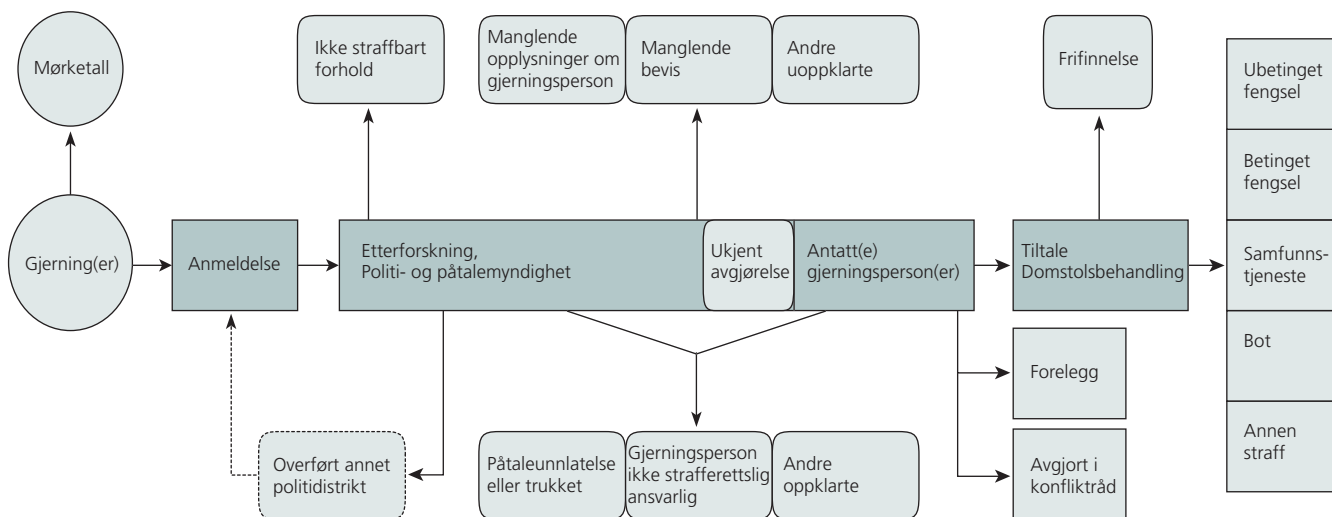 Mørketall
Ikke straffbart
forhold
Manglende
opplysninger om
gjerningsperson
Manglende
bevis
Andre
uoppklarte
Frifinnelse
Ubetinget
fengsel
Betinget
fengsel
Gjerning(er)
Anmeldelse
Etterforskning,
Politi- og påtalemyndighet
Ukjent
avgjørelse
Antatt(e)
gjerningsperson(er)
Tiltale
Domstolsbehandling
Samfunns-
tjeneste
Bot
Forelegg
Overført annet
politidistrikt
Påtaleunnlatelse
eller trukket
Gjerningsperson
ikke strafferettslig
ansvarlig
Andre
oppklarte
Avgjort i
konfliktråd
Annen
straff